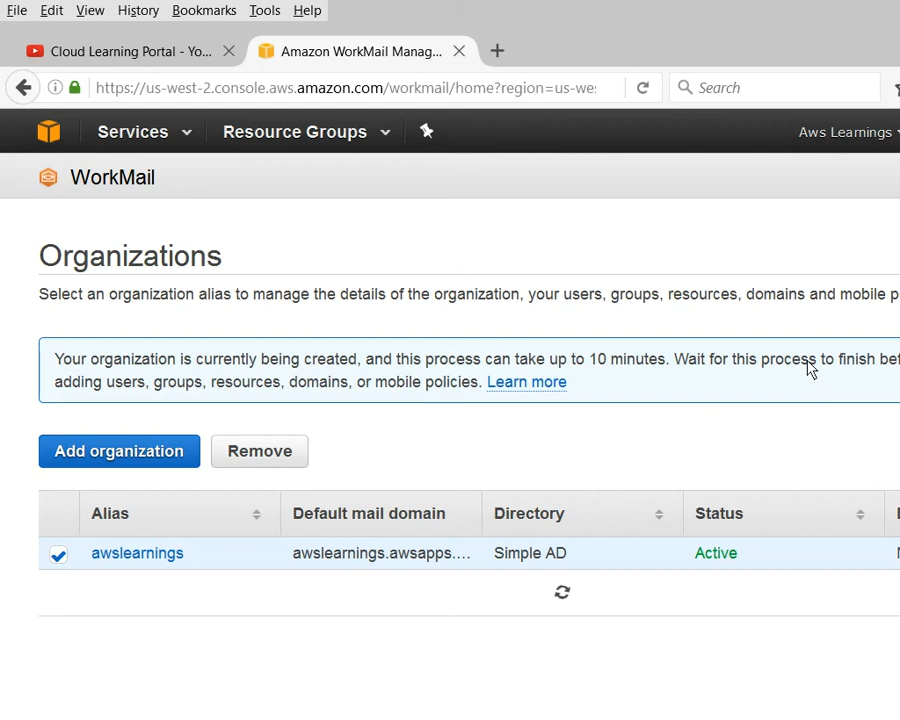 File Edit View History Bookmarks Tools Help
Cloud Learning Portal - Yo...
Amazon WorkMail Manag...
https://us-west-2.console.aws.amazon.com/workmail/home?region=us-we
Search
Services
Resource Groups
Aws Learnings
WorkMail
Organizations
Select an organization alias to manage the details of the organization, your users, groups, resources, domains and mobile p
Your organization is currently being created, and this process can take up to 10 minutes. Wait for this process to finish bef
adding users, groups, resources, domains, or mobile policies. Learn more
Add organization
Remove
Alias Default mail domain Directory Status
awslearnings awslearnings.awsapps.... Simple AD Active